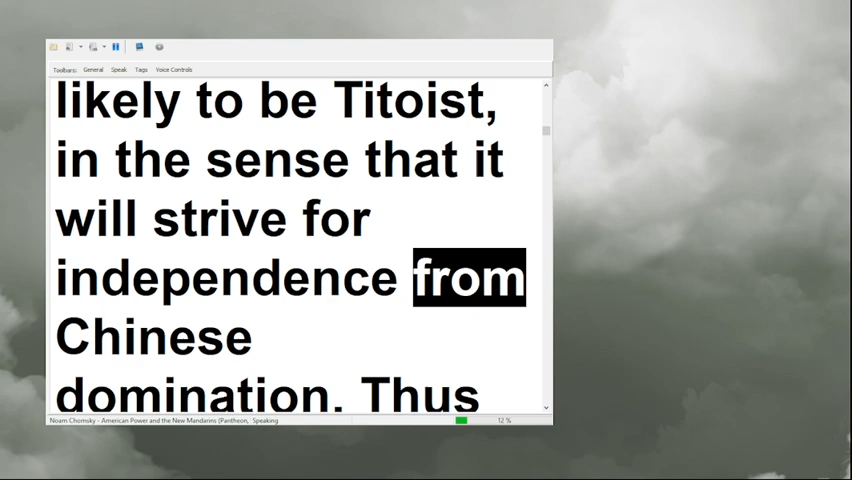 Toolbars: General Speak Tags Voice Controls
likely to be Titoist,
in the sense that it
will strive for
independence from
Chinese
domination. Thus
Noam Chomsky - American Power and the New Mandarins (Pantheon, Speaking 12 %